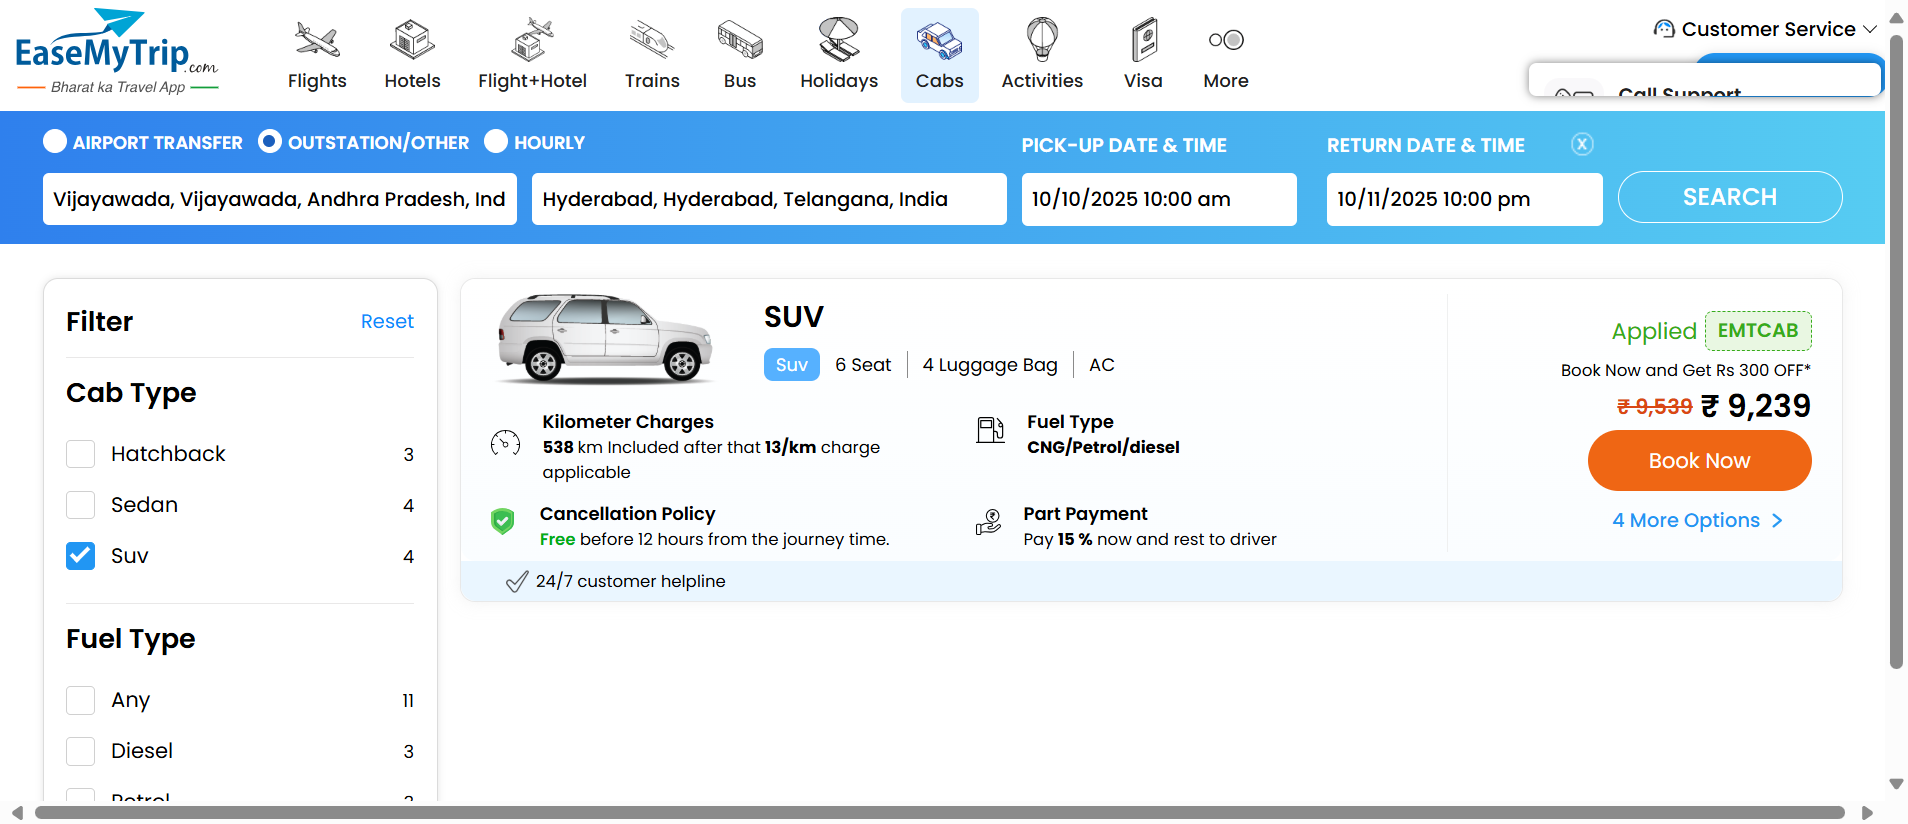 EaseMyTrip.com
Bharat ka Travel App
Flights
Hotels
Flight+Hotel
Trains
Bus
Holidays
Cabs
Activities
Visa
More
Customer Service
Call Support
AIRPORT TRANSFER
OUTSTATION/OTHER
HOURLY
PICK-UP DATE & TIME
RETURN DATE & TIME
X
Vijayawada, Vijayawada, Andhra Pradesh, Ind
Hyderabad, Hyderabad, Telangana, India
10/10/2025 10:00 am
10/11/2025 10:00 pm
SEARCH
Filter
Reset
Cab Type
Hatchback 3
Sedan 4
Suv 4
Fuel Type
Any 11
Diesel 3
Petrol 3
SUV
Suv
6 Seat
4 Luggage Bag
AC
Kilometer Charges
538 km Included after that 13/km charge
applicable
Fuel Type
CNG/Petrol/diesel
Cancellation Policy
Free before 12 hours from the journey time.
Part Payment
Pay 15 % now and rest to driver
24/7 customer helpline
Applied EMTCAB
Book Now and Get Rs 300 OFF*
₹ 9,539 ₹ 9,239
Book Now
4 More Options